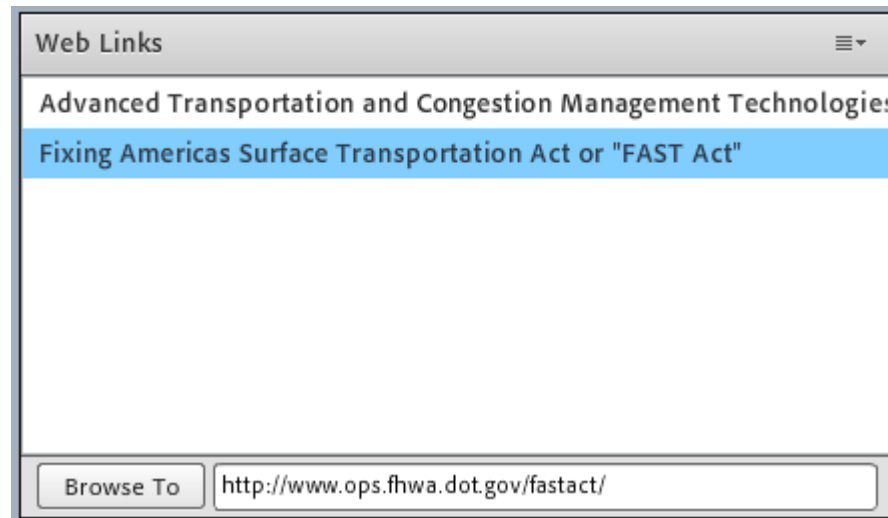 Web Links
Advanced Transportation and Congestion Management Technologies
Fixing Americas Surface Transportation Act or "FAST Act"
Browse To http://www.ops.fhwa.dot.gov/fastact/